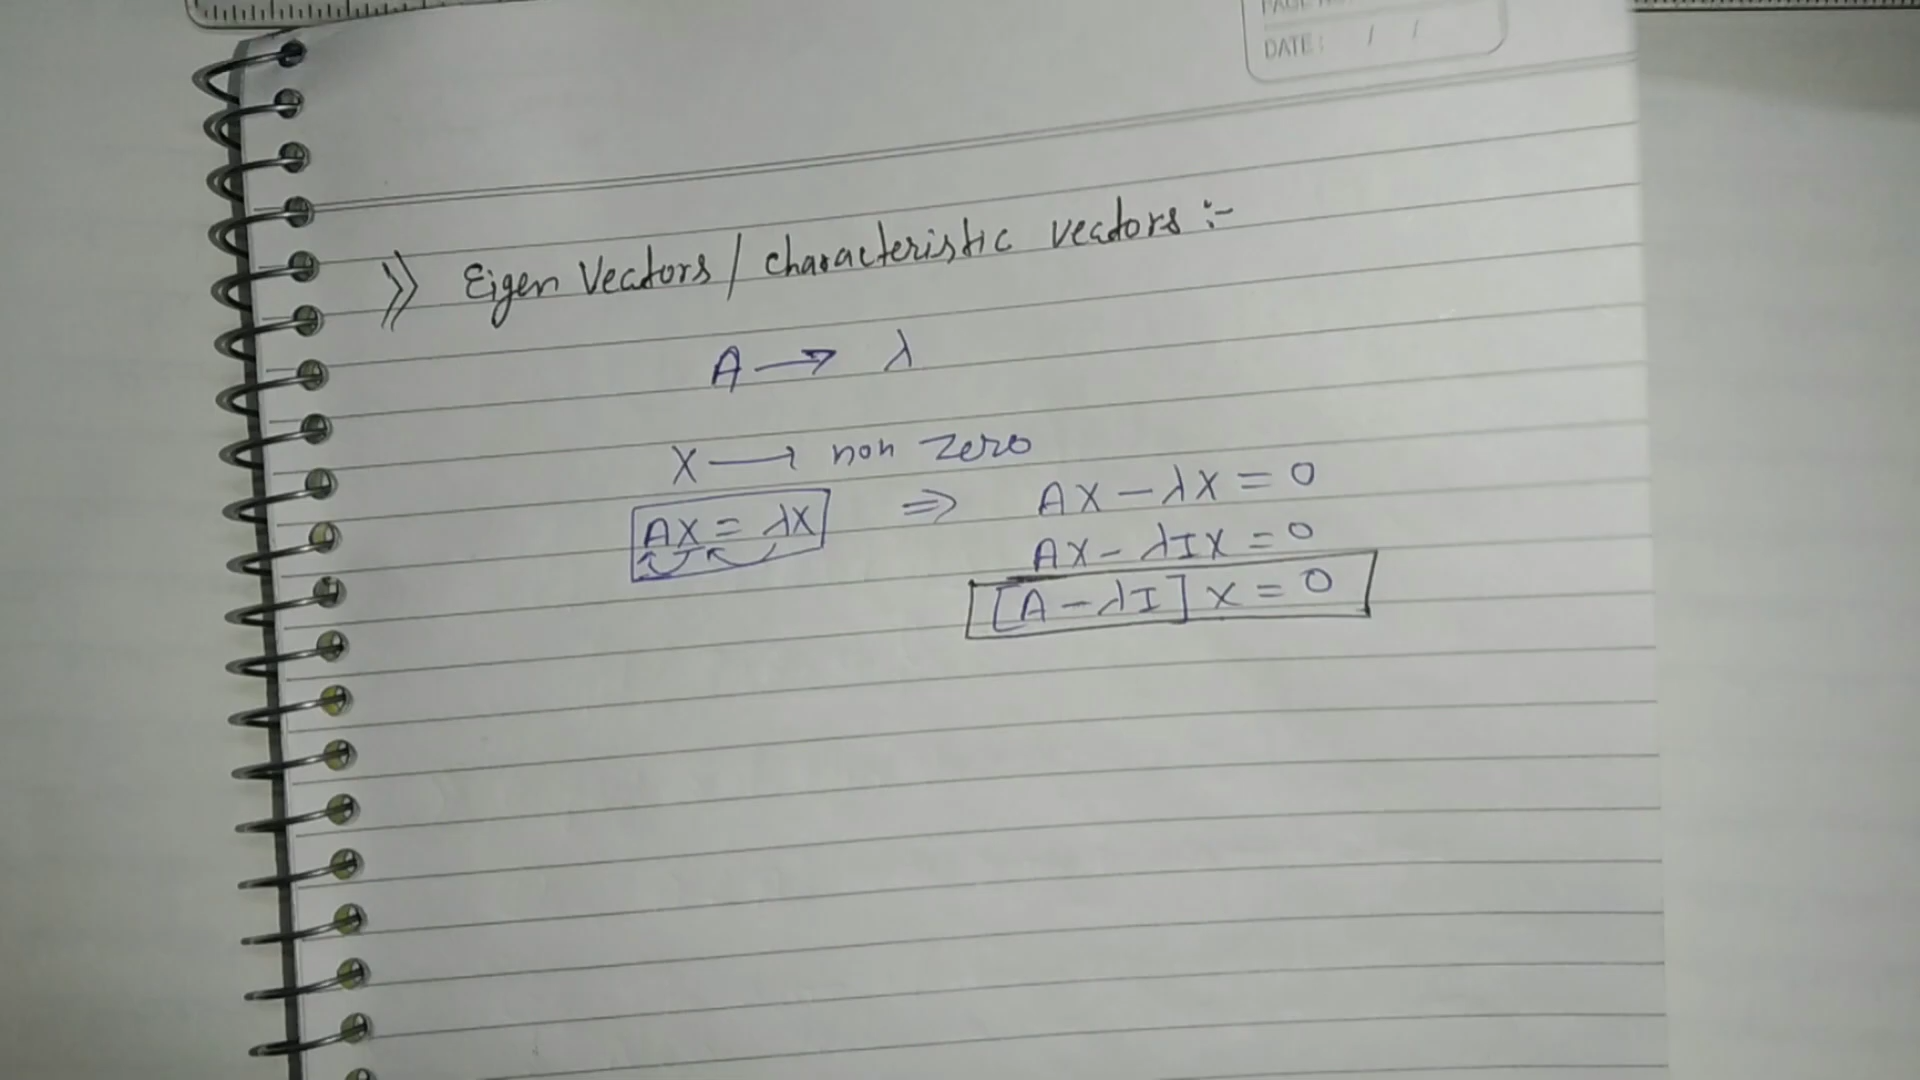 DATE : / /
》 Eigen Vectors / characteristic vectors :-
A → λ
X → non zero
AX = λX ⇒ AX - λX = 0
AX - λIX = 0
[A - λI] X = 0